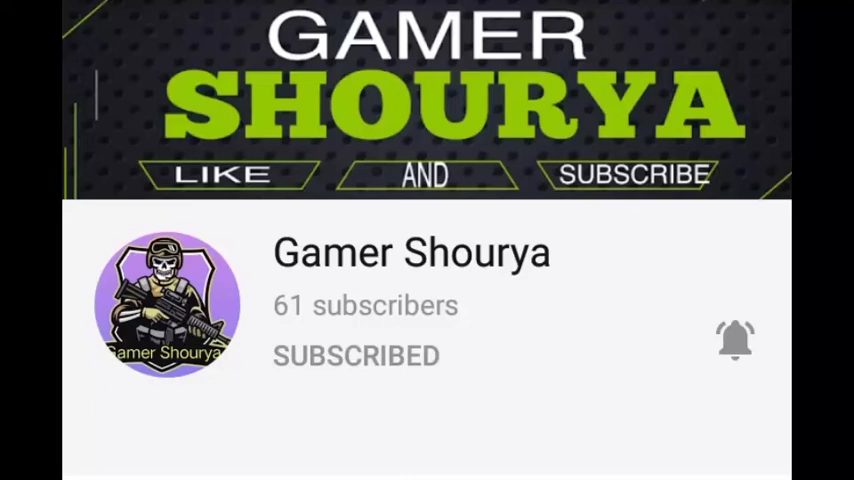 GAMER
SHOURYA
LIKE AND SUBSCRIBE
Gamer Shourya
61 subscribers
SUBSCRIBED
Gamer Shourya